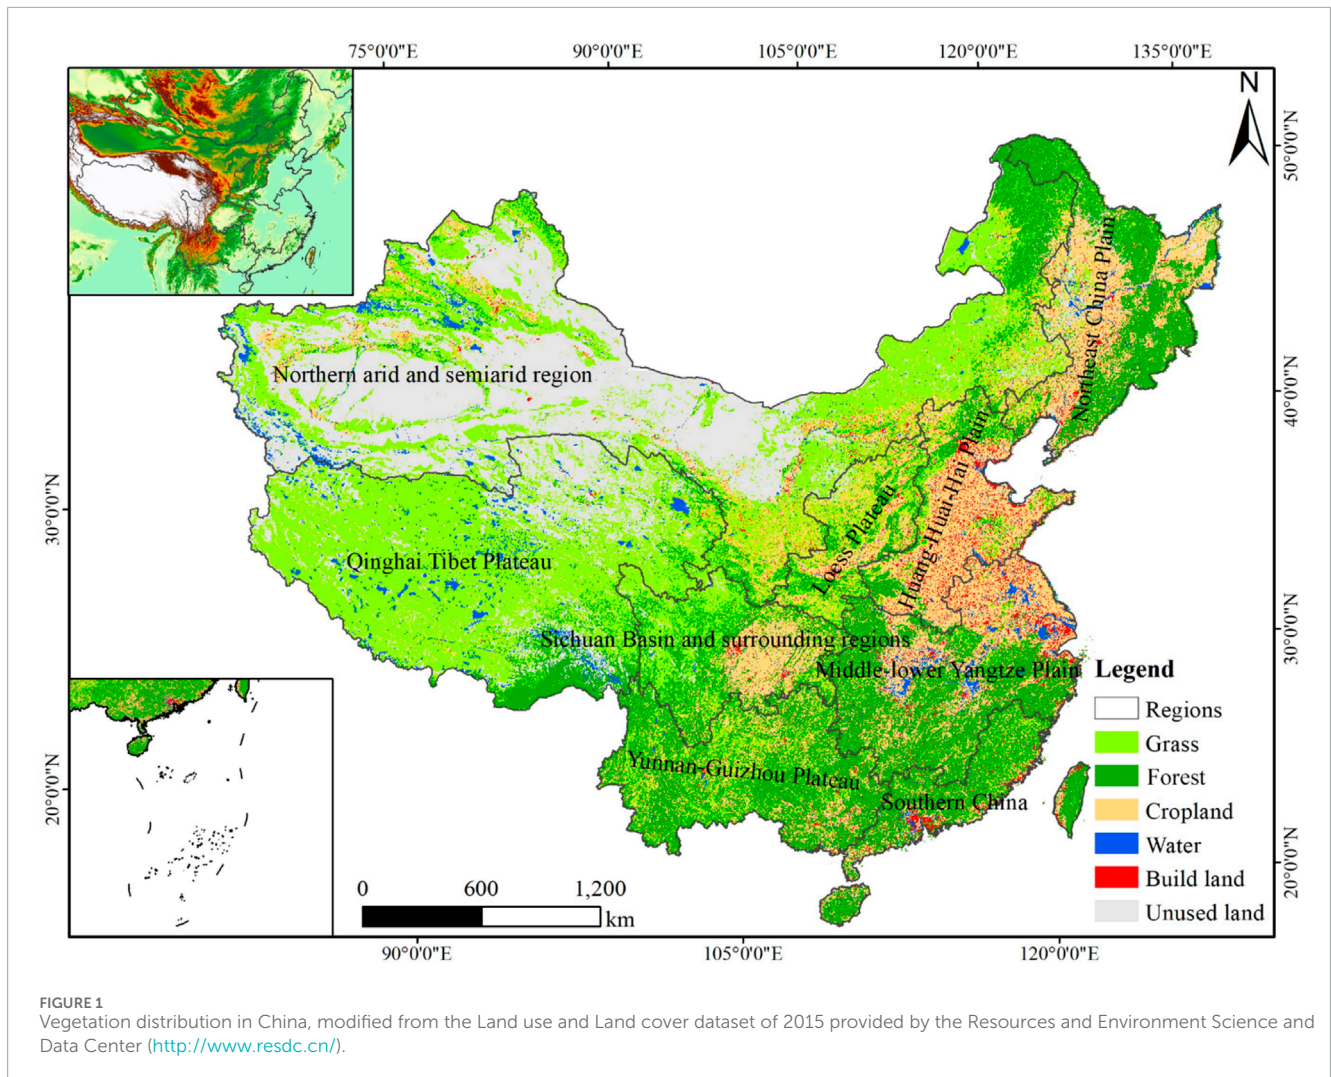 75°0'0"E
90°0'0"E
105°0'0"E
120°0'0"E
135°0'0"E
N
50°0'0"N
40°0'0"N
30°0'0"N
20°0'0"N
30°0'0"N
20°0'0"N
Northern arid and semiarid region
Northeast China Plain
Huang-Huai-Hai Plain
Loess Plateau
Qinghai Tibet Plateau
Sichuan Basin and surrounding regions
Middle-lower Yangtze Plain
Yunnan-Guizhou Plateau
Southern China
Legend
Regions
Grass
Forest
Cropland
Water
Build land
Unused land
0 600 1,200
km
90°0'0"E
105°0'0"E
120°0'0"E
FIGURE 1
Vegetation distribution in China, modified from the Land use and Land cover dataset of 2015 provided by the Resources and Environment Science and
Data Center (http://www.resdc.cn/).